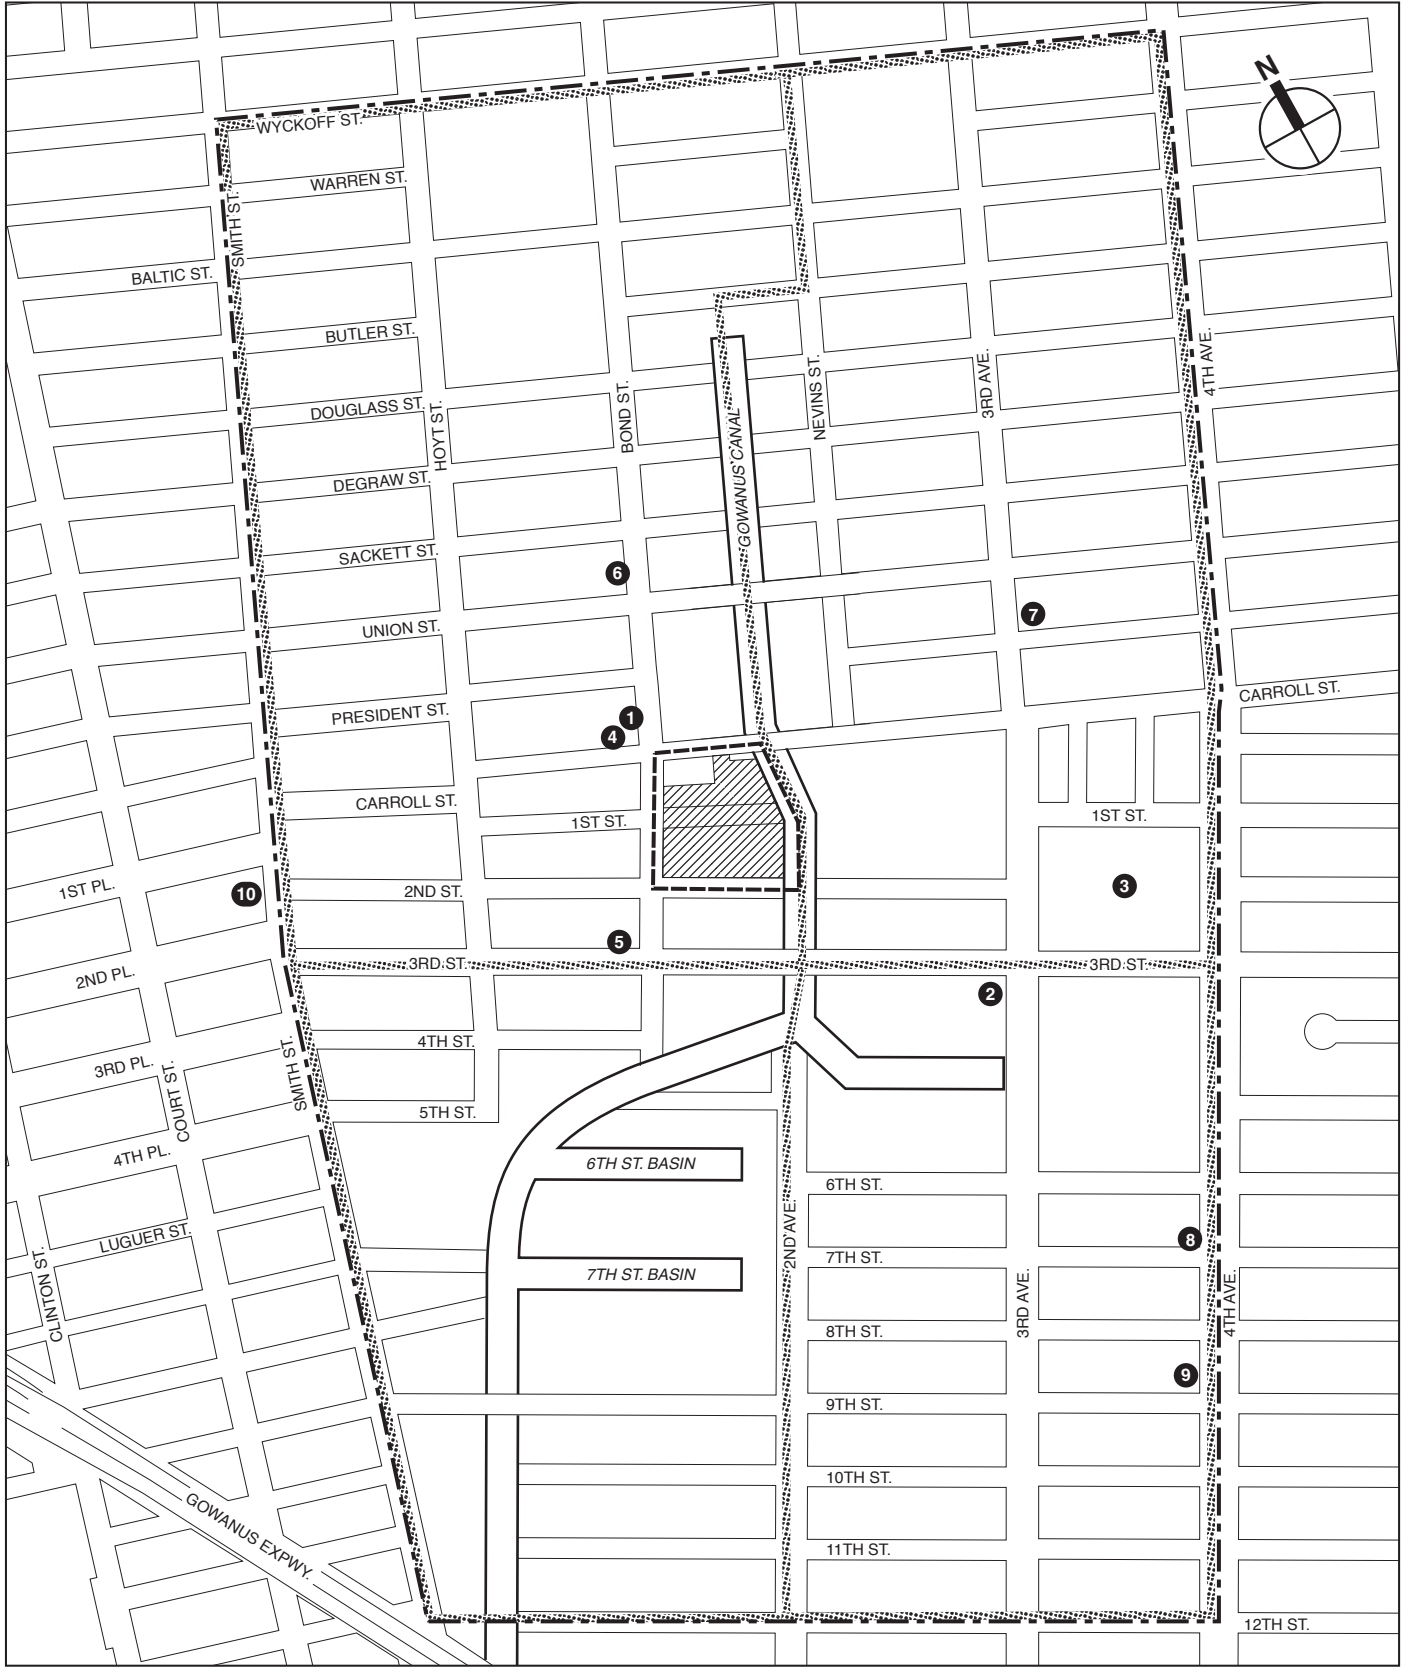 N
WYCKOFF ST.
WARREN ST.
SMITH ST.
BALTIC ST.
BUTLER ST.
4TH AVE.
3RD AVE.
NEVINS ST.
BOND ST.
HOYT ST.
DOUGLASS ST.
GOWANUS CANAL
DEGRAW ST.
SACKETT ST.
6
7
UNION ST.
CARROLL ST.
PRESIDENT ST.
1
4
CARROLL ST.
1ST ST.
1ST ST.
3
1ST PL.
10
2ND ST.
5
3RD ST.
3RD ST.
2ND PL.
2
4TH ST.
3RD PL.
COURT ST.
SMITH ST.
5TH ST.
4TH PL.
6TH ST. BASIN
6TH ST.
LUGUER ST.
2ND AVE.
8
7TH ST.
7TH ST. BASIN
CLINTON ST.
3RD AVE.
4TH AVE.
8TH ST.
9
9TH ST.
10TH ST.
GOWANUS EXPWY.
11TH ST.
12TH ST.